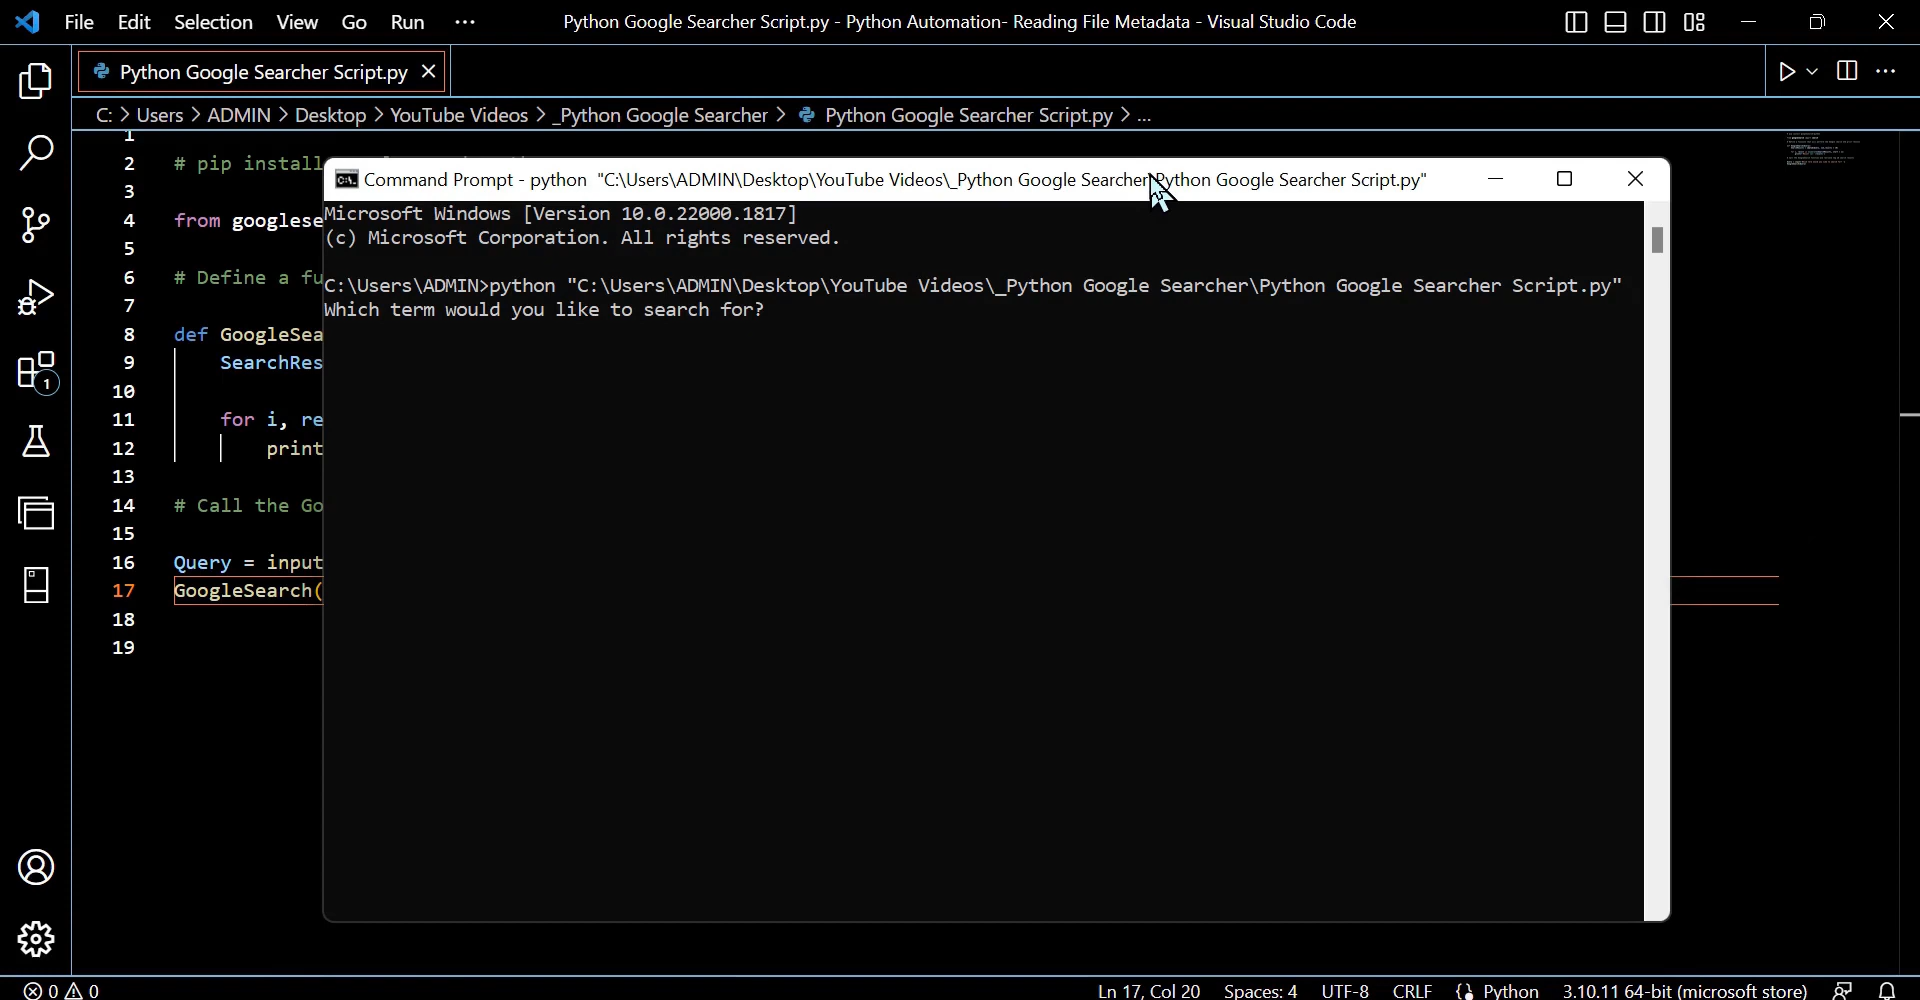 File Edit Selection View Go Run ··· Python Google Searcher Script.py - Python Automation- Reading File Metadata - Visual Studio Code
Python Google Searcher Script.py
C: > Users > ADMIN > Desktop > YouTube Videos > _Python Google Searcher > Python Google Searcher Script.py > ...
1
2 # pip install
3
4 from googlese
5
6 # Define a fu
7
8 def GoogleSea
9 SearchRes
10
11 for i, re
12 print
13
14 # Call the Go
15
16 Query = input
17 GoogleSearch(
18
19
Command Prompt - python "C:\Users\ADMIN\Desktop\YouTube Videos\_Python Google Searcher\Python Google Searcher Script.py"
Microsoft Windows [Version 10.0.22000.1817]
(c) Microsoft Corporation. All rights reserved.
C:\Users\ADMIN>python "C:\Users\ADMIN\Desktop\YouTube Videos\_Python Google Searcher\Python Google Searcher Script.py"
Which term would you like to search for?
1
0 0 Ln 17, Col 20 Spaces: 4 UTF-8 CRLF Python 3.10.11 64-bit (microsoft store)